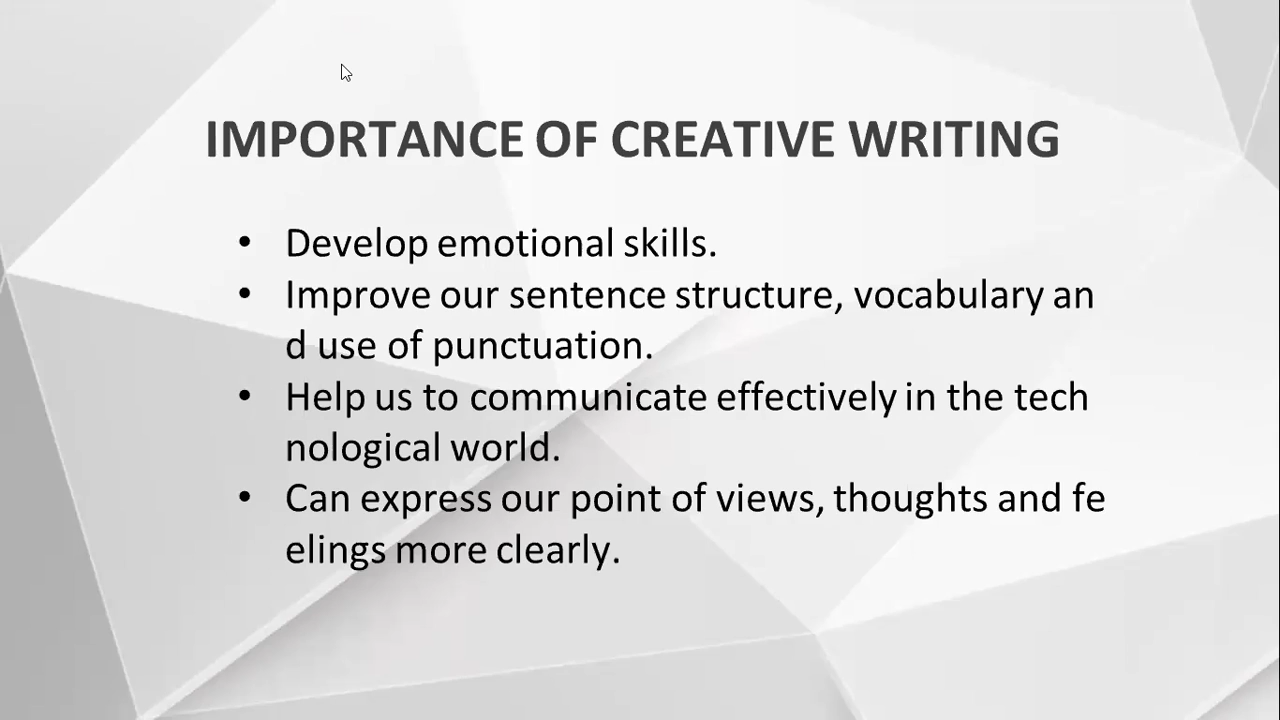 IMPORTANCE OF CREATIVE WRITING
• Develop emotional skills.
• Improve our sentence structure, vocabulary an
d use of punctuation.
• Help us to communicate effectively in the tech
nological world.
• Can express our point of views, thoughts and fe
elings more clearly.